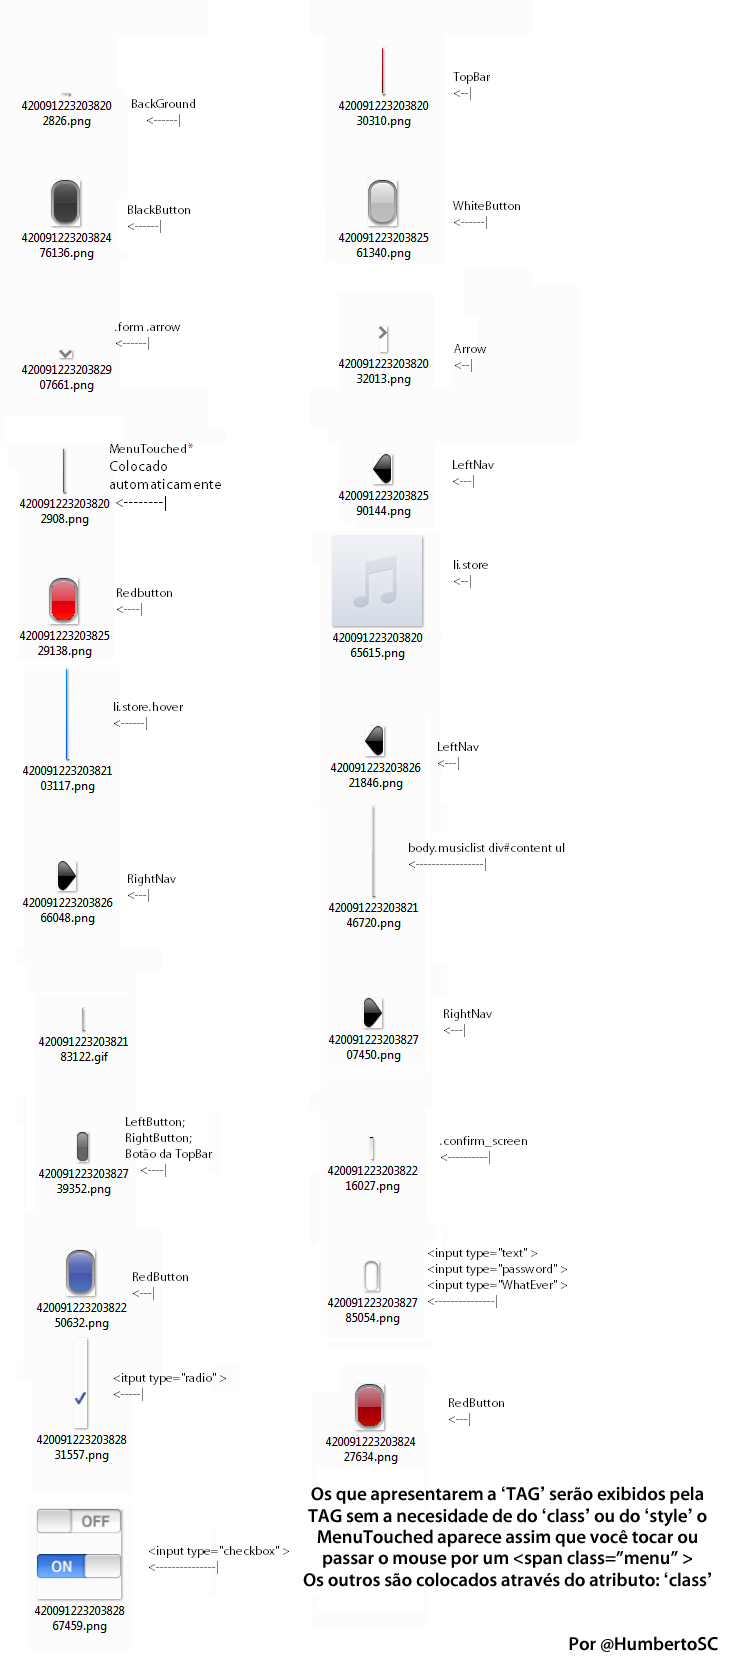 420091223203820
2826.png
BackGround
<------|
420091223203820
30310.png
TopBar
<--|
420091223203824
76136.png
BlackButton
<------|
420091223203825
61340.png
WhiteButton
<------|
420091223203829
07661.png
.form .arrow
<------|
420091223203820
32013.png
Arrow
<--|
420091223203820
2908.png
MenuTouched*
Colocado
automaticamente
<--------|
420091223203825
90144.png
LeftNav
<---|
420091223203825
29138.png
Redbutton
<----|
420091223203820
65615.png
li.store
<--|
420091223203821
03117.png
li.store.hover
<------|
420091223203826
21846.png
LeftNav
<---|
420091223203826
66048.png
RightNav
<---|
420091223203821
46720.png
body.musiclist div#content ul
<----------------|
420091223203821
83122.gif
420091223203827
07450.png
RightNav
<---|
420091223203827
39352.png
LeftButton;
RightButton;
Botão da TopBar
<----|
420091223203822
16027.png
.confirm_screen
<----------|
420091223203822
50632.png
RedButton
<---|
420091223203827
85054.png
<input type="text" >
<input type="password" >
<input type="WhatEver" >
<--------------|
420091223203828
31557.png
<itput type="radio" >
<-----|
420091223203824
27634.png
RedButton
<---|
OFF
ON
420091223203828
67459.png
<input type="checkbox" >
<--------------|
Os que apresentarem a ‘TAG’ serão exibidos pela
TAG sem a necesidade de do ‘class’ ou do ‘style’ o
MenuTouched aparece assim que você tocar ou
passar o mouse por um <span class=”menu” >
Os outros são colocados através do atributo: ‘class’
Por @HumbertoSC